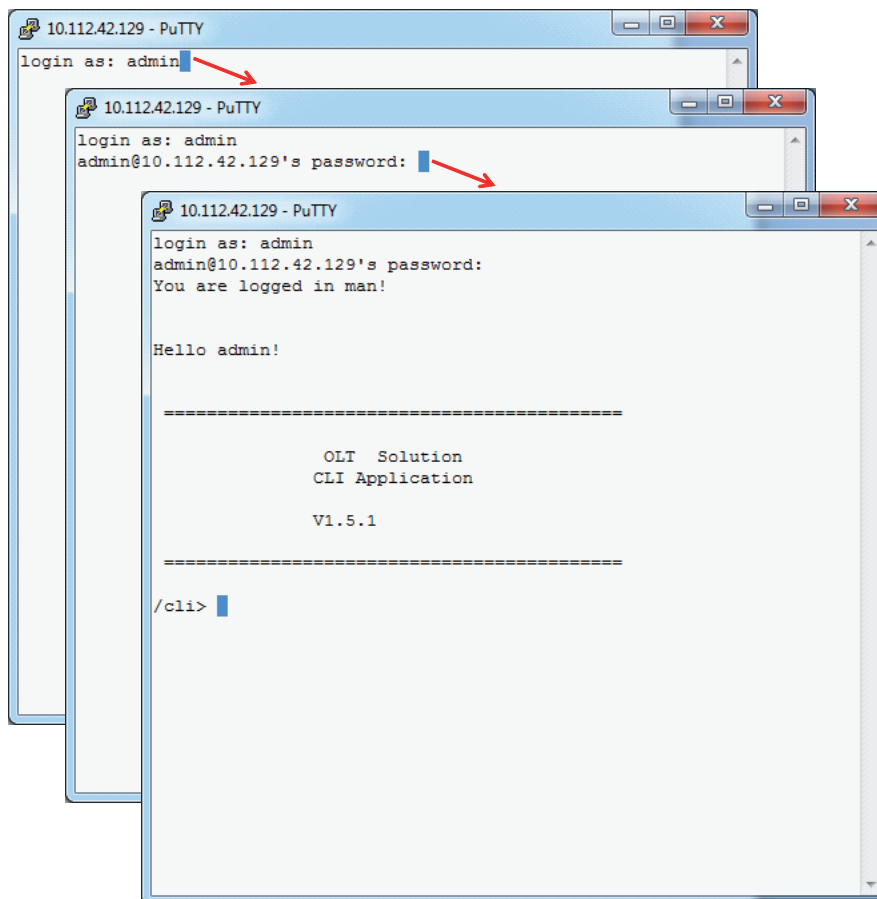 10.112.42.129 - PuTTY
login as: admin
10.112.42.129 - PuTTY
login as: admin
admin@10.112.42.129's password:
10.112.42.129 - PuTTY
login as: admin
admin@10.112.42.129's password:
You are logged in man!
Hello admin!
===========================================
OLT  Solution
CLI Application
V1.5.1
===========================================
/cli>